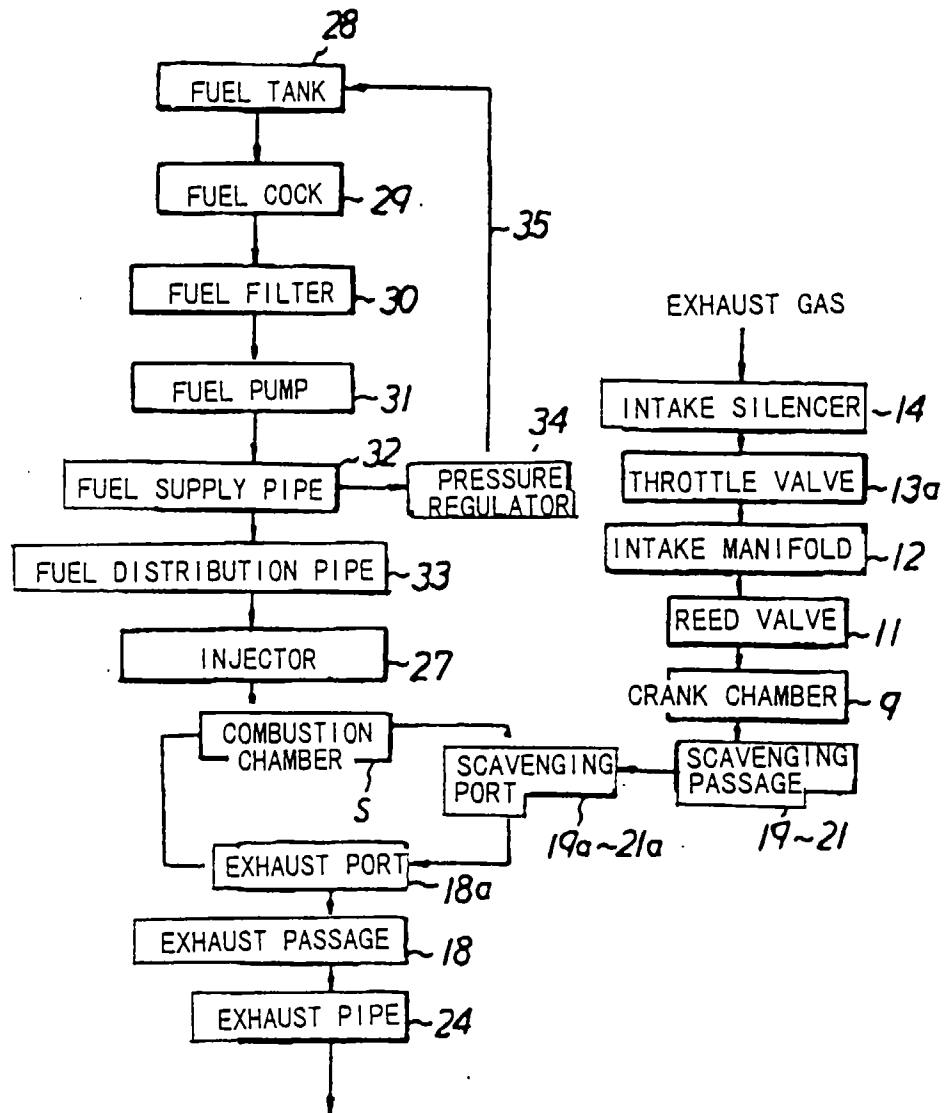 28
FUEL TANK
FUEL COCK
29
35
FUEL FILTER
30
EXHAUST GAS
FUEL PUMP
31
INTAKE SILENCER
14
32
34
FUEL SUPPLY PIPE
PRESSURE
REGULATOR
THROTTLE VALVE
13a
FUEL DISTRIBUTION PIPE
33
INTAKE MANIFOLD
12
REED VALVE
11
INJECTOR
27
CRANK CHAMBER
9
COMBUSTION
CHAMBER
S
SCAVENGING
PORT
19a~21a
SCAVENGING
PASSAGE
19~21
EXHAUST PORT
18a
EXHAUST PASSAGE
18
EXHAUST PIPE
24